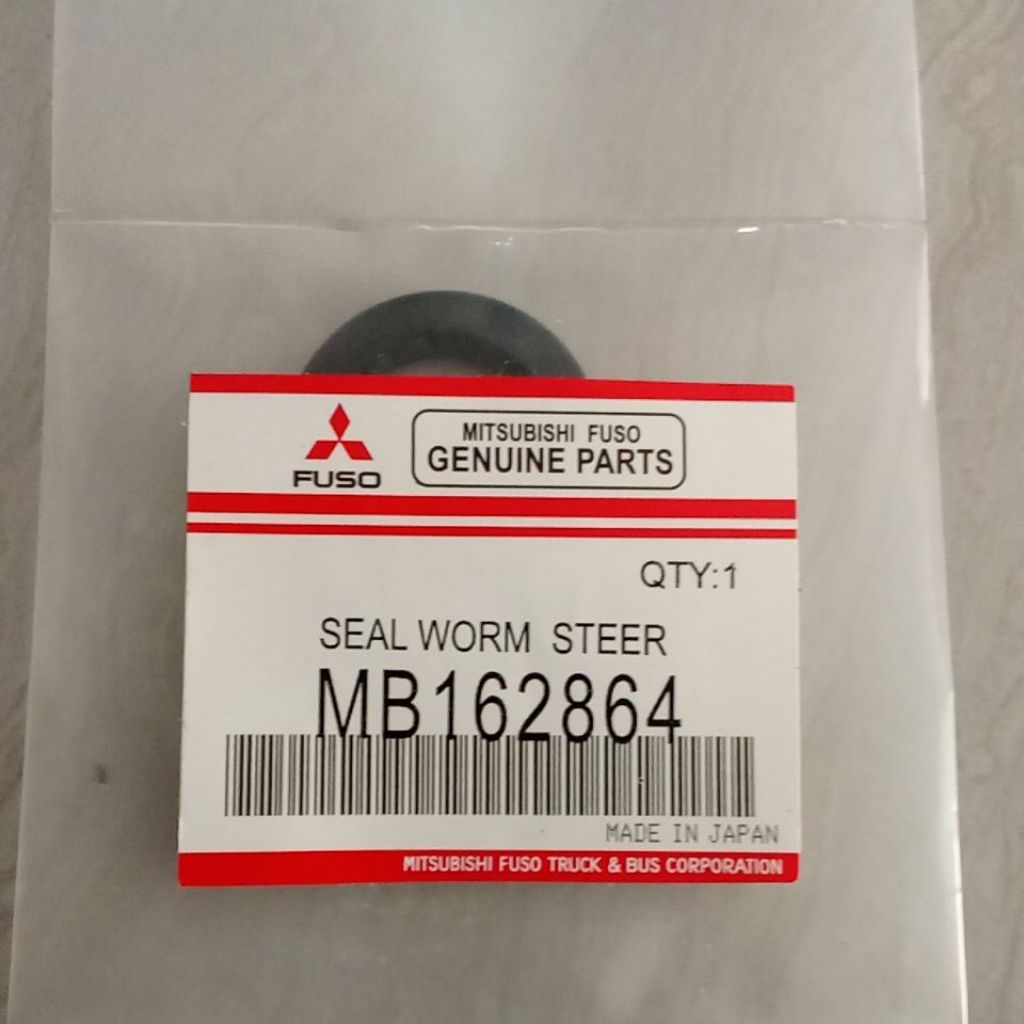 FUSO
MITSUBISHI FUSO
GENUINE PARTS
QTY:1
SEAL WORM STEER
MB162864
MADE IN JAPAN
MITSUBISHI FUSO TRUCK & BUS CORPORATION